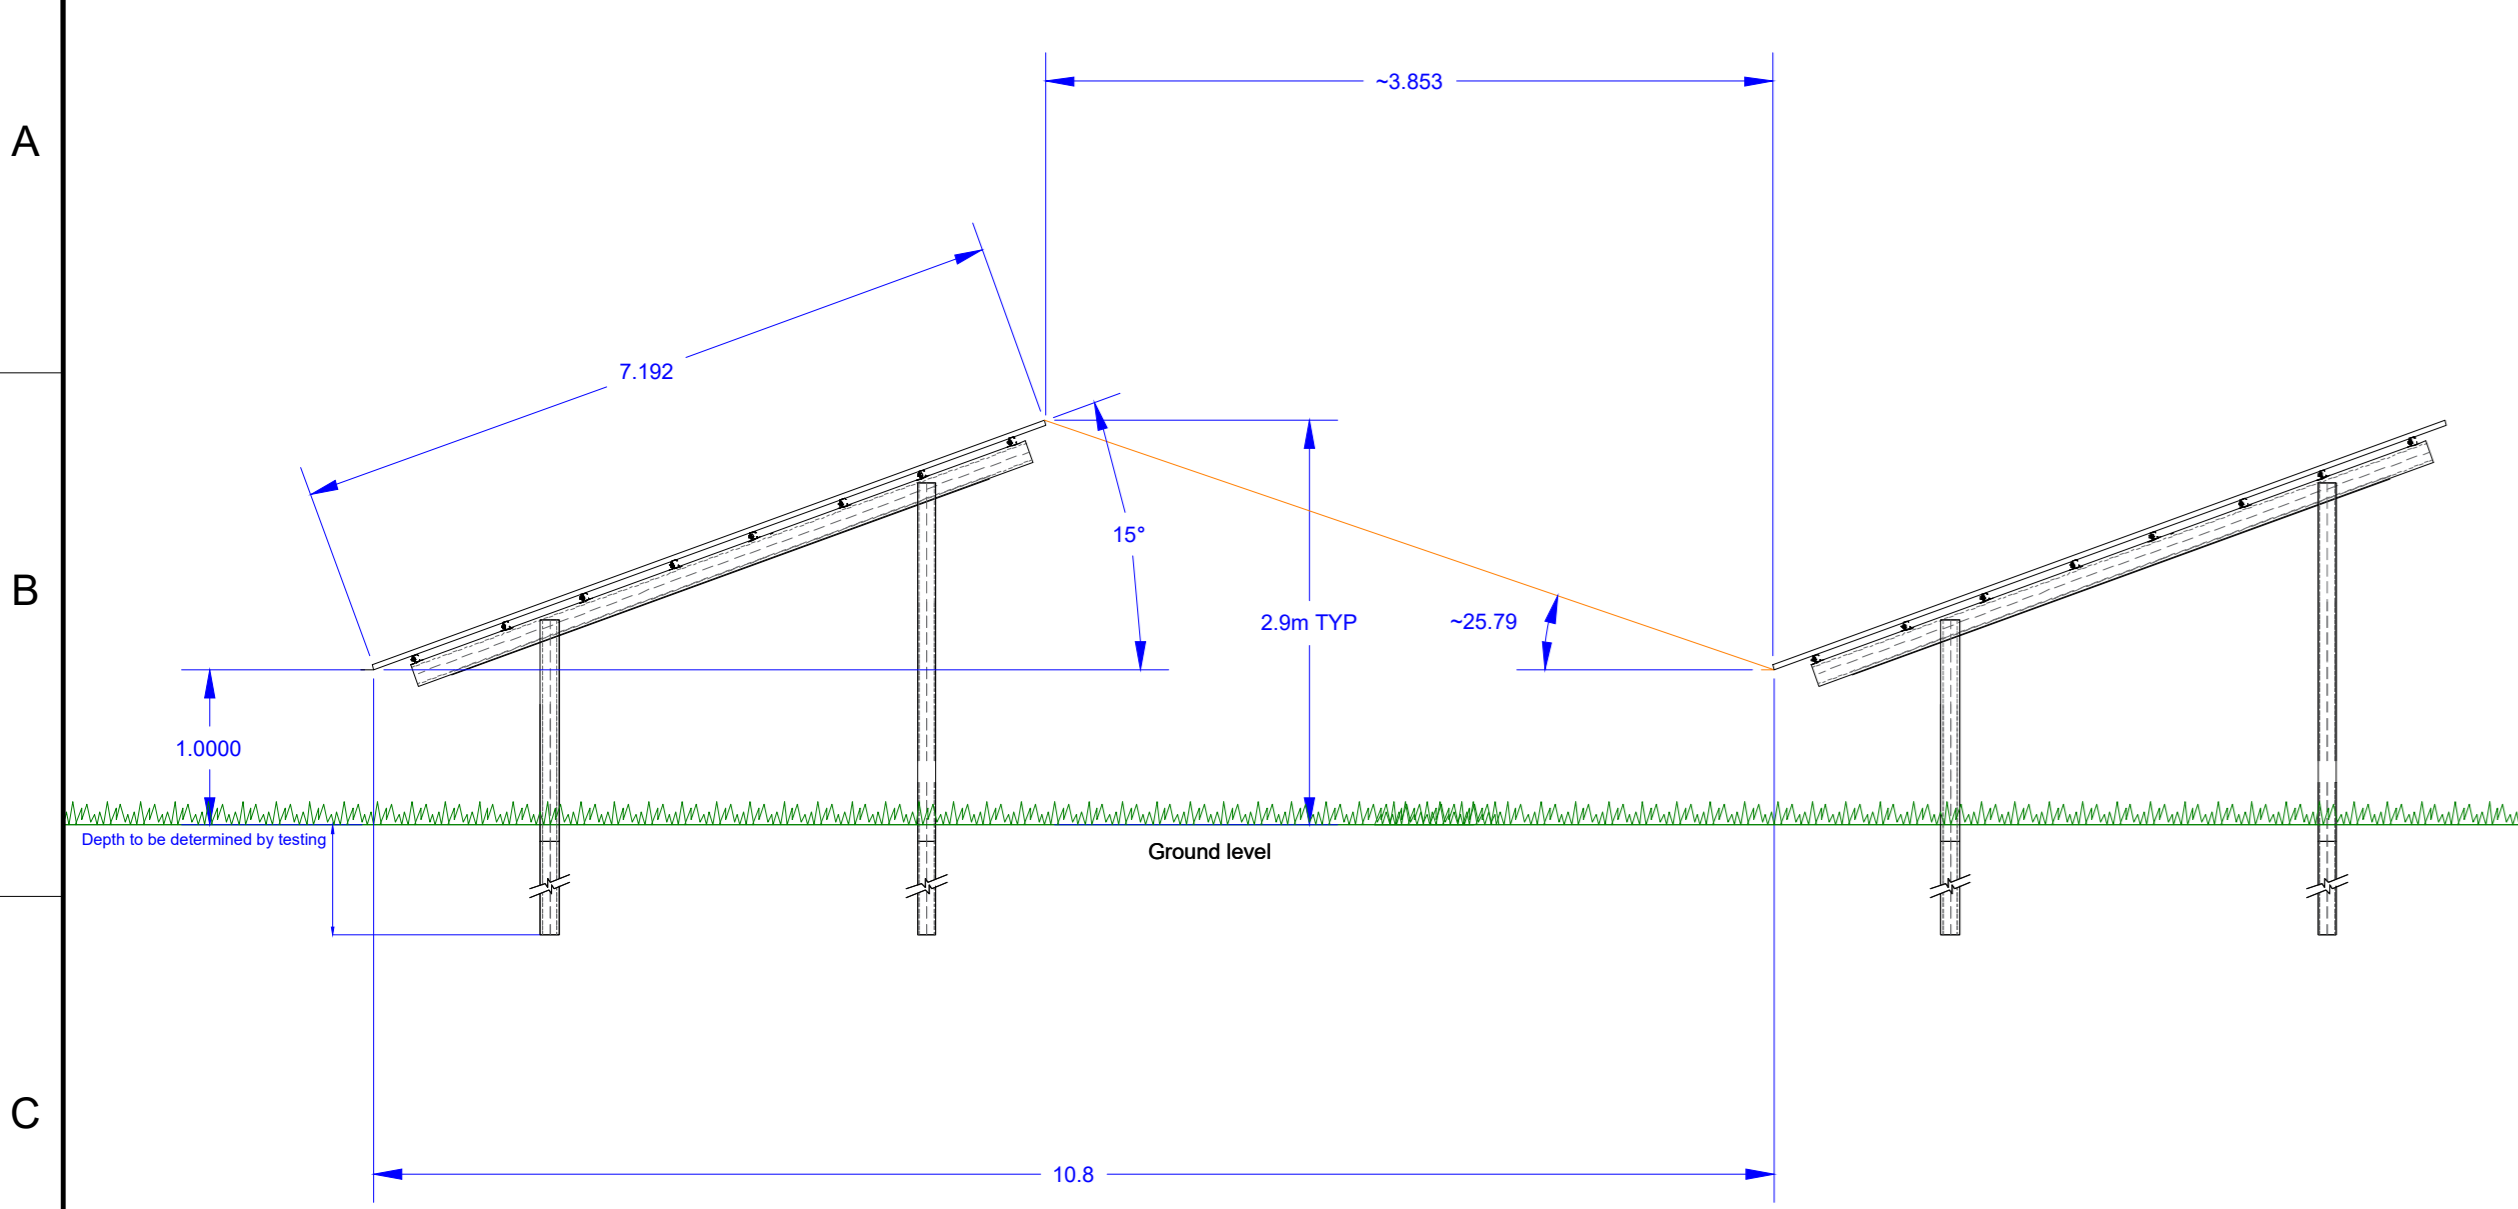 ~3.853
A
7.192
15°
B
2.9m TYP
~25.79
1.0000
Depth to be determined by testing
Ground level
C
10.8